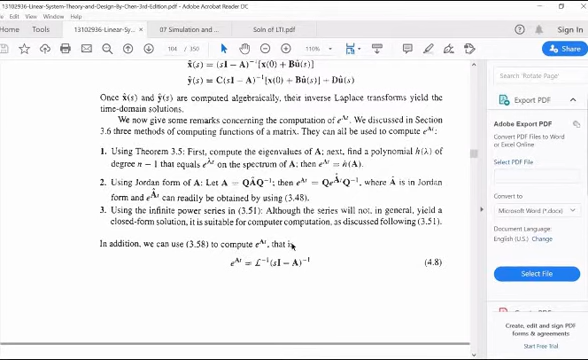 13102936-Linear-System-Theory-and-Design-By-Chen-3rd-Edition.pdf - Adobe Acrobat Reader DC
File Edit View Window Help
Home Tools 13102936-Linear-Syst... × 07 Simulation and ... Soln of LTI.pdf
104 / 350 110% Share
x̂(s) = (sI − A)⁻¹[x(0) + Bû(s)]
ŷ(s) = C(sI − A)⁻¹[x(0) + Bû(s)] + Dû(s)
Once x̂(s) and ŷ(s) are computed algebraically, their inverse Laplace transforms yield the
time-domain solutions.
We now give some remarks concerning the computation of eᴬᵗ. We discussed in Section
3.6 three methods of computing functions of a matrix. They can all be used to compute eᴬᵗ:
1. Using Theorem 3.5: First, compute the eigenvalues of A; next, find a polynomial h(λ) of
degree n − 1 that equals e^λt on the spectrum of A; then eᴬᵗ = h(A).
2. Using Jordan form of A: Let A = QÂQ⁻¹; then eᴬᵗ = Qe^Ât Q⁻¹, where Â is in Jordan
form and e^Ât can readily be obtained by using (3.48).
3. Using the infinite power series in (3.51): Although the series will not, in general, yield a
closed-form solution, it is suitable for computer computation, as discussed following (3.51).
In addition, we can use (3.58) to compute eᴬᵗ, that is,
eᴬᵗ = ℒ⁻¹(sI − A)⁻¹ (4.8)
Search 'Rotate Page'
Export PDF
Adobe Export PDF
Convert PDF Files to Word
or Excel Online
Select PDF File
Convert to
Microsoft Word (*.docx)
Document Language:
English (U.S.) Change
Select File
Create, edit and sign PDF
forms & agreements
Start Free Trial